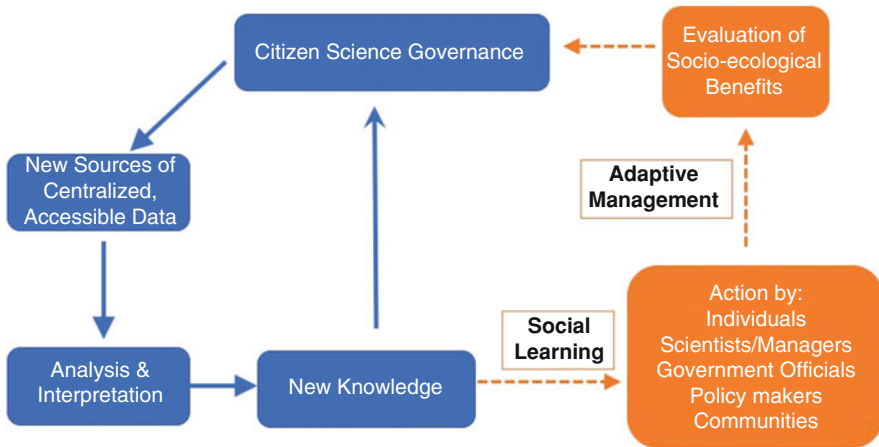 Citizen Science Governance
Evaluation of
Socio-ecological
Benefits
New Sources of
Centralized,
Accessible Data
Adaptive
Management
Analysis &
Interpretation
New Knowledge
Social
Learning
Action by:
Individuals
Scientists/Managers
Government Officials
Policy makers
Communities